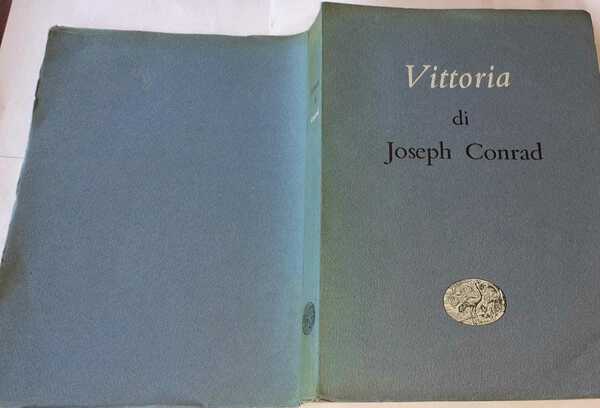 Vittoria
di
Joseph Conrad